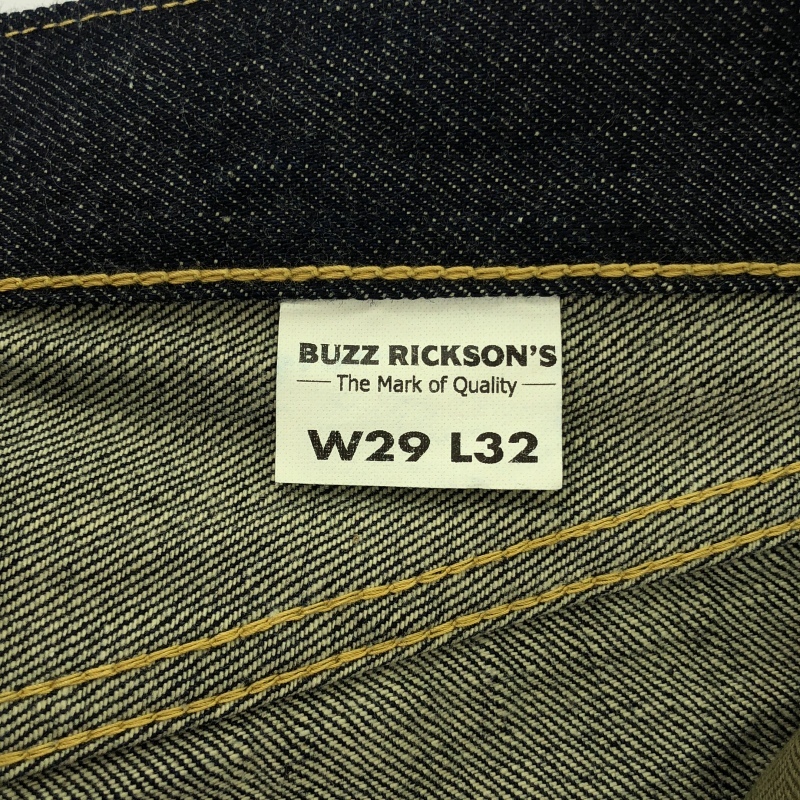 BUZZ RICKSON'S
The Mark of Quality
W29 L32